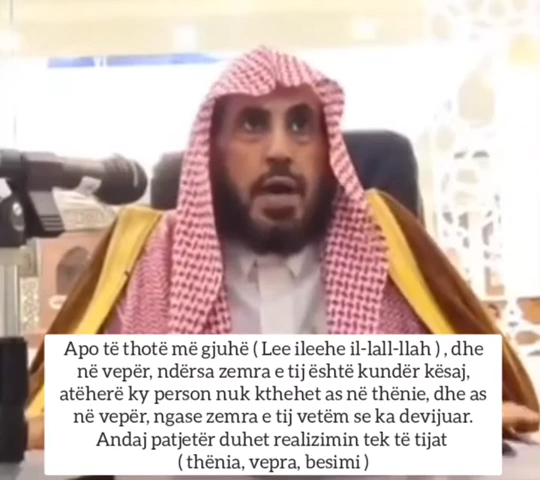 Apo të thotë më gjuhë ( Lee ileehe il-lall-llah ) , dhe
në vepër, ndërsa zemra e tij është kundër kësaj,
atëherë ky person nuk kthehet as në thënie, dhe as
në vepër, ngase zemra e tij vetëm se ka devijuar.
Andaj patjetër duhet realizimin tek të tijat
( thënia, vepra, besimi )